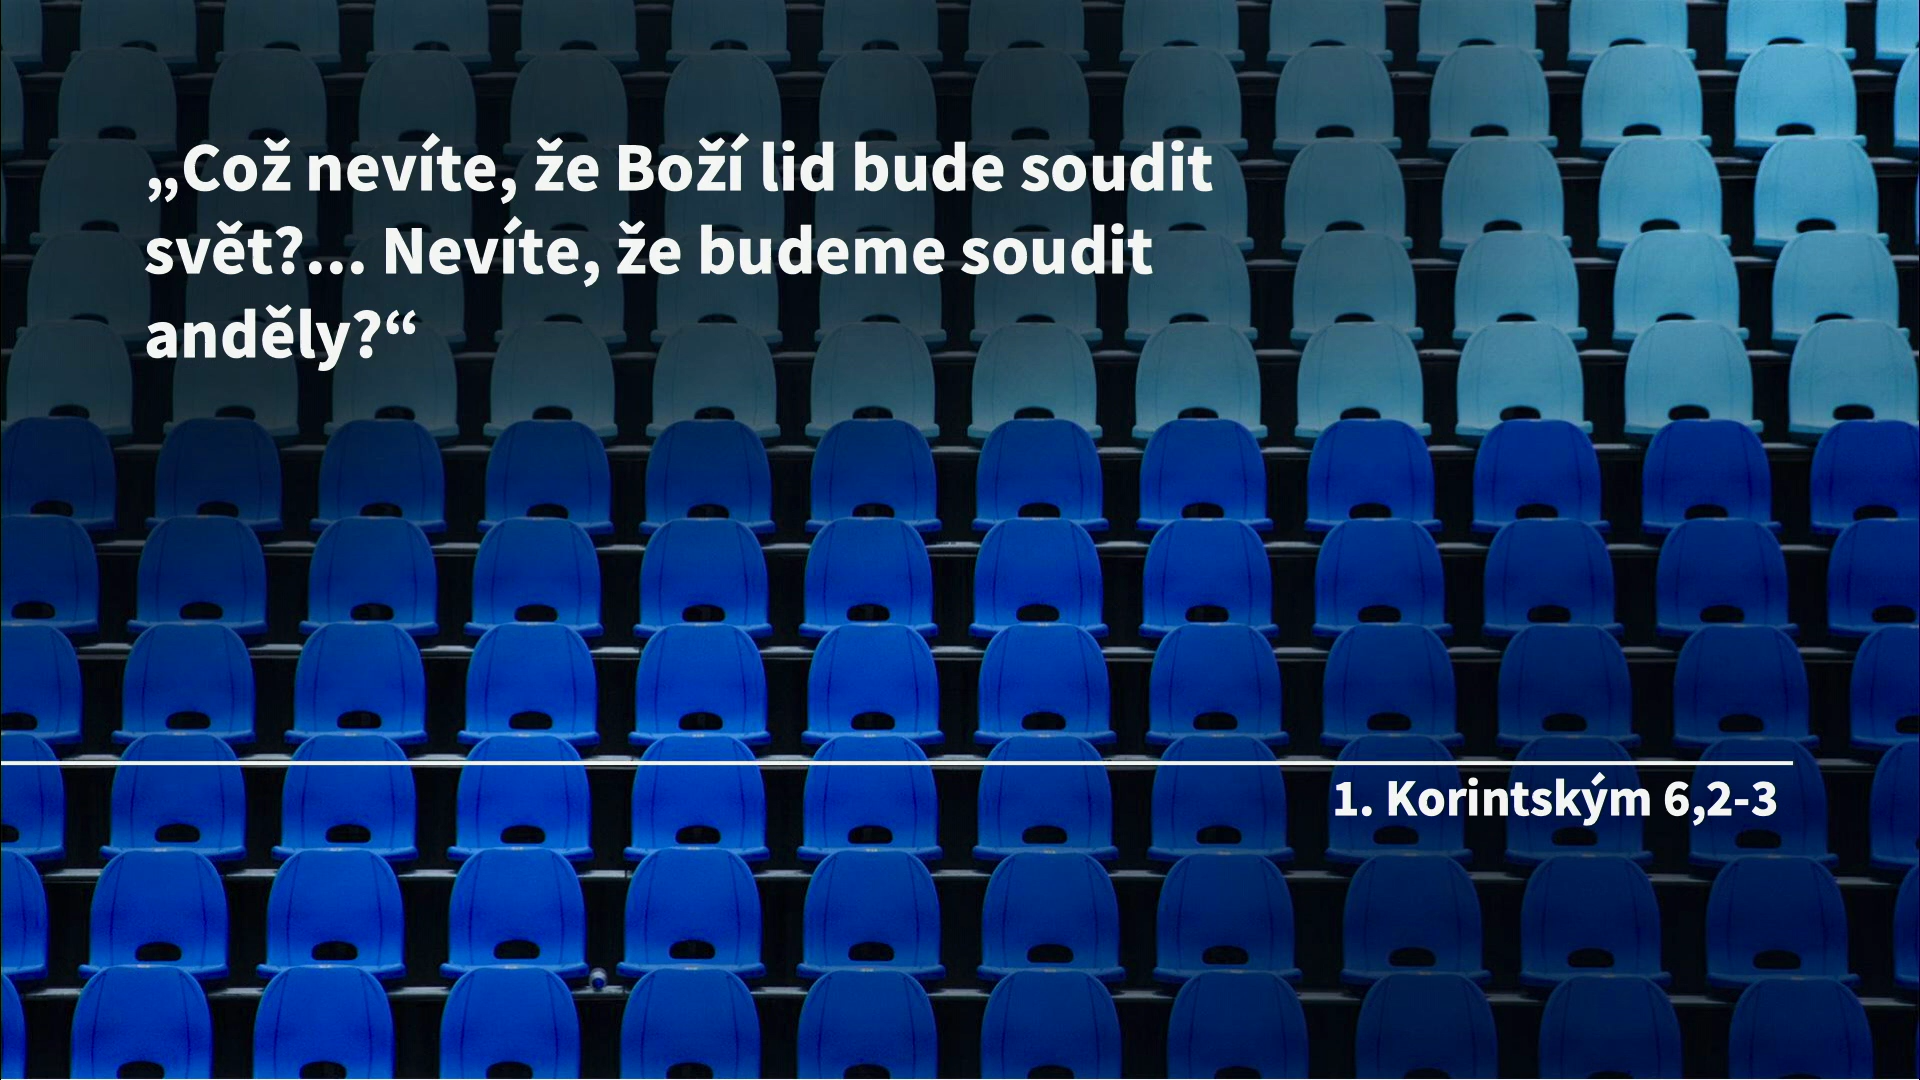 „Což nevíte, že Boží lid bude soudit
svět?... Nevíte, že budeme soudit
anděly?“
1. Korintským 6,2-3